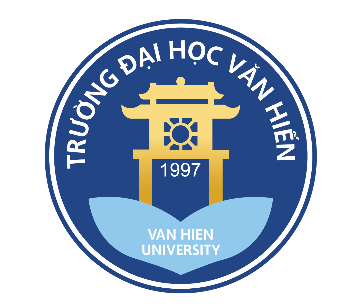 TRƯỜNG ĐẠI HỌC VĂN HIẾN
1997
VAN HIEN
UNIVERSITY